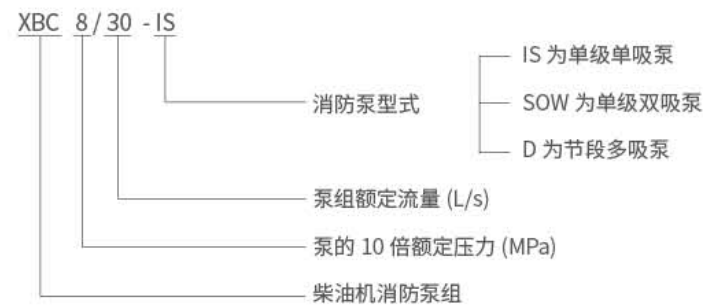 XBC 8/30 -IS
IS 为单级单吸泵
消防泵型式
SOW 为单级双吸泵
D 为节段多吸泵
泵组额定流量 (L/s)
泵的 10 倍额定压力 (MPa)
柴油机消防泵组